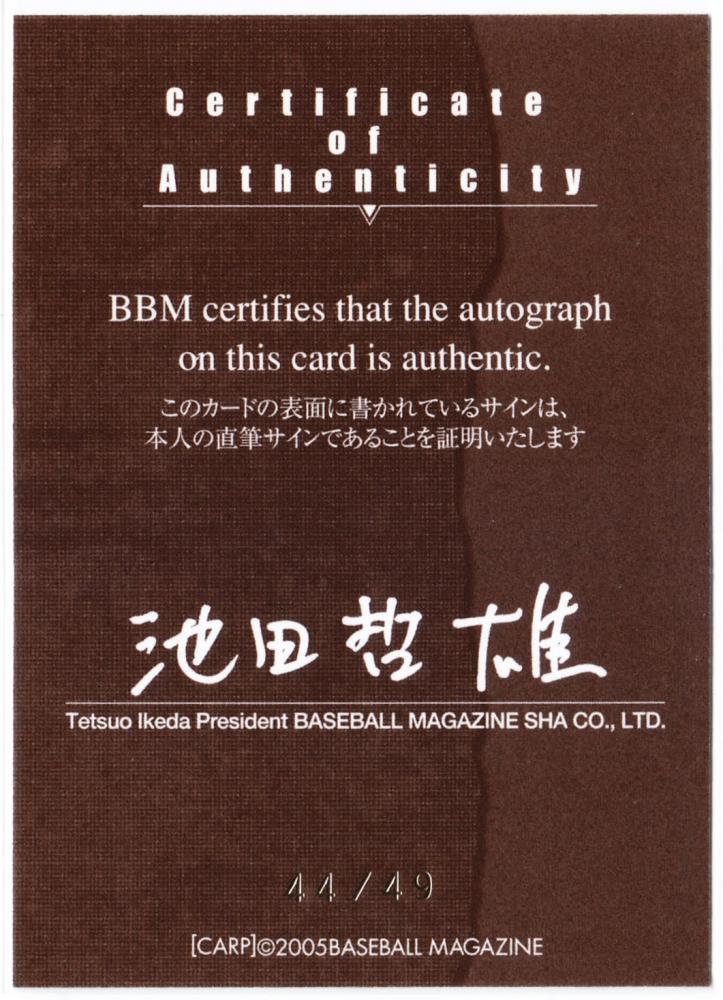 Certificate
of
Authenticity
BBM certifies that the autograph
on this card is authentic.
このカードの表面に書かれているサインは、
本人の直筆サインであることを証明いたします
池田哲雄
Tetsuo Ikeda President BASEBALL MAGAZINE SHA CO., LTD.
44/49
[CARP]©2005BASEBALL MAGAZINE